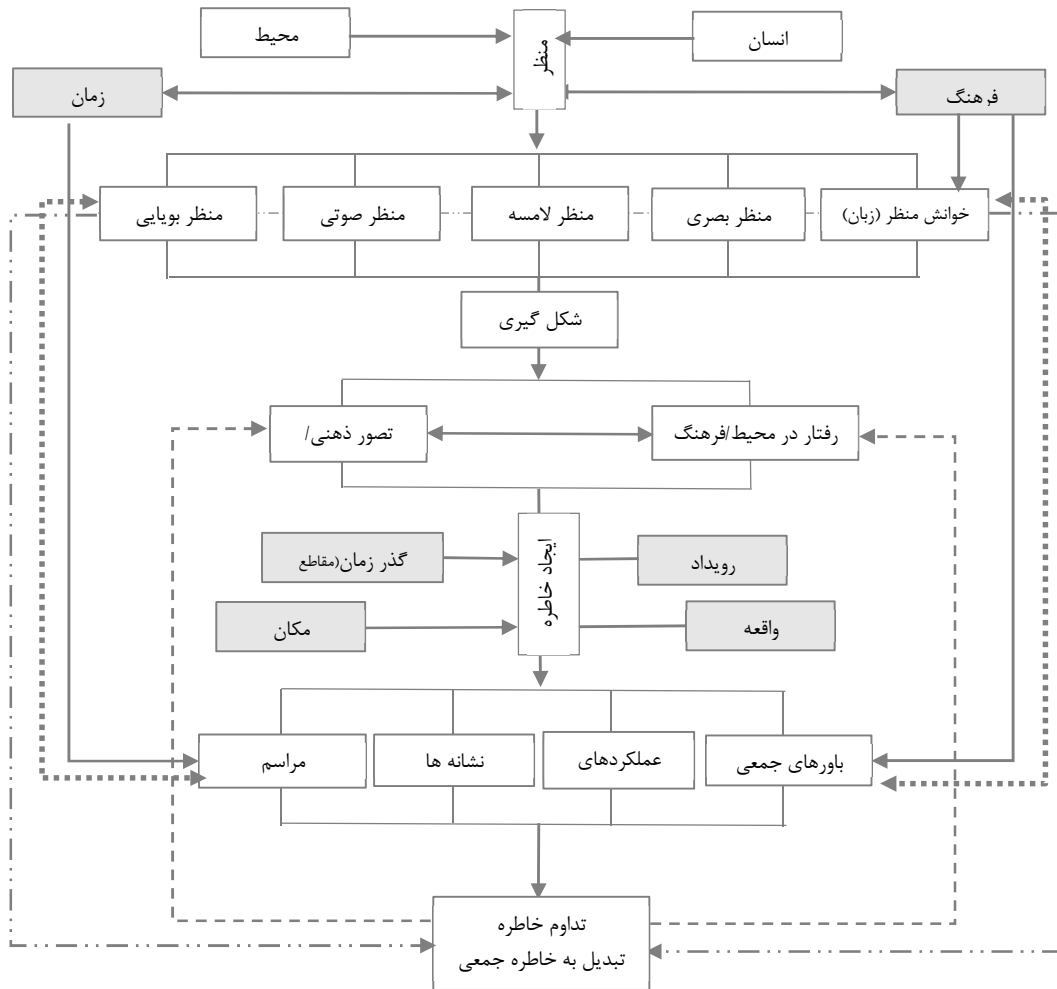 انسان
محیط
منظر
فرهنگ
زمان
خوانش منظر (زبان)
منظر بصری
منظر لامسه
منظر صوتی
منظر بویایی
شکل گیری
رفتار در محیط/فرهنگ
تصور ذهنی/
ایجاد خاطره
رویداد
گذر زمان(مقاطع
واقعه
مکان
باورهای جمعی
عملکردهای
نشانه ها
مراسم
تداوم خاطره
تبدیل به خاطره جمعی